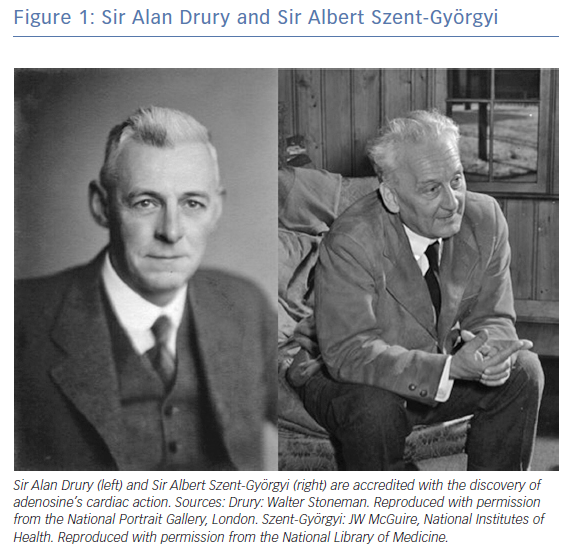 Figure 1: Sir Alan Drury and Sir Albert Szent-Györgyi
Sir Alan Drury (left) and Sir Albert Szent-Györgyi (right) are accredited with the discovery of
adenosine's cardiac action. Sources: Drury: Walter Stoneman. Reproduced with permission
from the National Portrait Gallery, London. Szent-Györgyi: JW McGuire, National Institutes of
Health. Reproduced with permission from the National Library of Medicine.